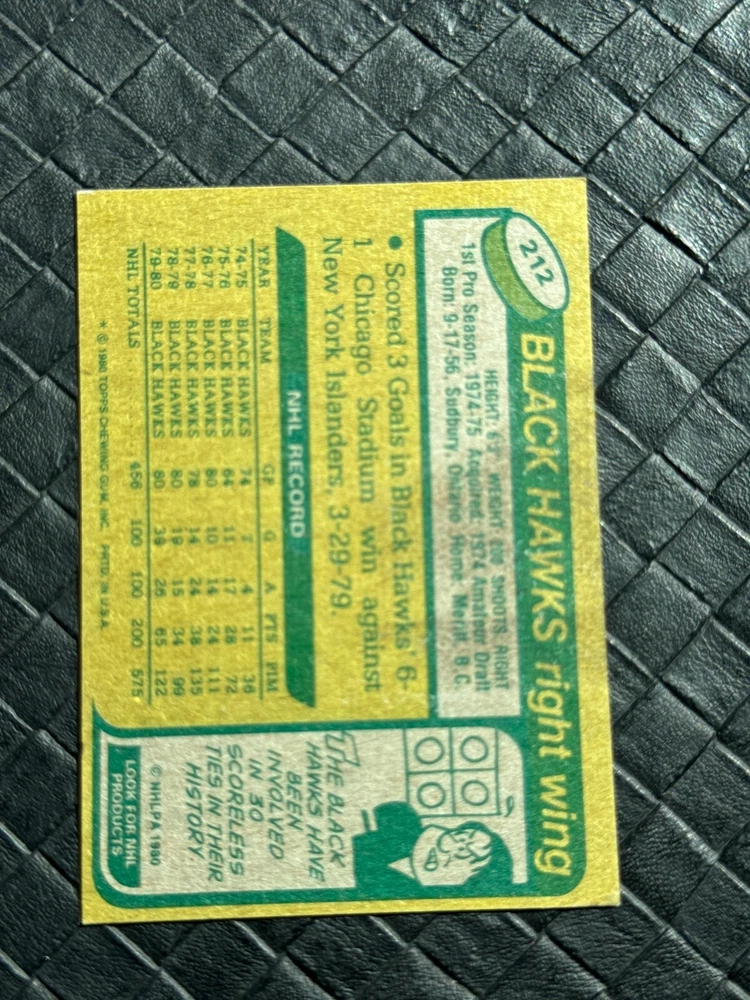 212
BLACK HAWKS right wing
HEIGHT: 6'2" WEIGHT: 200 SHOOTS: RIGHT
1st Pro Season: 1974-75 Acquired: 1974 Amateur Draft
Born: 9-17-56, Sudbury, Ontario Home: Merift B.C.
• Scored 3 Goals in Black Hawks' 6-
1 Chicago Stadium win against
New York Islanders, 3-29-79.
NHL RECORD
YEAR TEAM GP G A PTS PIM
74-75 BLACK HAWKS 74 7 4 11 36
75-76 BLACK HAWKS 64 11 17 28 72
76-77 BLACK HAWKS 80 10 14 24 111
77-78 BLACK HAWKS 78 14 24 38 135
78-79 BLACK HAWKS 80 19 15 34 99
79-80 BLACK HAWKS 80 39 26 65 122
NHL TOTALS 456 100 100 200 575
* © 1980 TOPPS CHEWING GUM, INC. PRTD. IN U.S.A.
THE BLACK
HAWKS HAVE
BEEN
INVOLVED
IN 30
SCORELESS
TIES IN THEIR
HISTORY.
© NHLPA 1980
LOOK FOR NHL
PRODUCTS